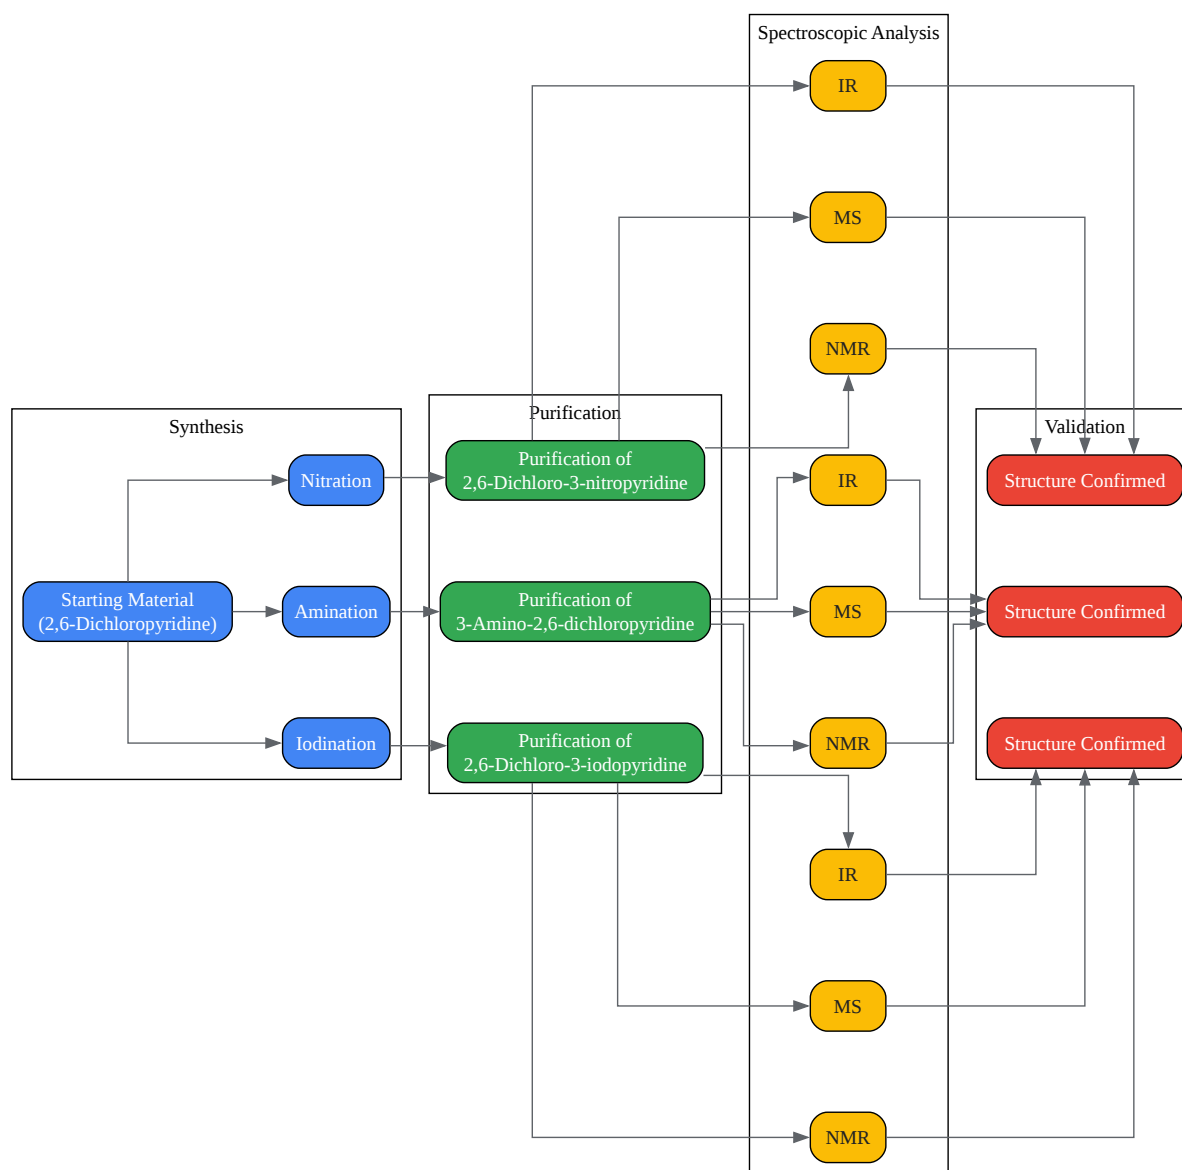 Spectroscopic Analysis
IR
MS
NMR
Synthesis
Purification
Validation
Nitration
Purification of
2,6-Dichloro-3-nitropyridine
IR
Structure Confirmed
Starting Material
(2,6-Dichloropyridine)
Amination
Purification of
3-Amino-2,6-dichloropyridine
MS
Structure Confirmed
Iodination
Purification of
2,6-Dichloro-3-iodopyridine
NMR
Structure Confirmed
IR
MS
NMR